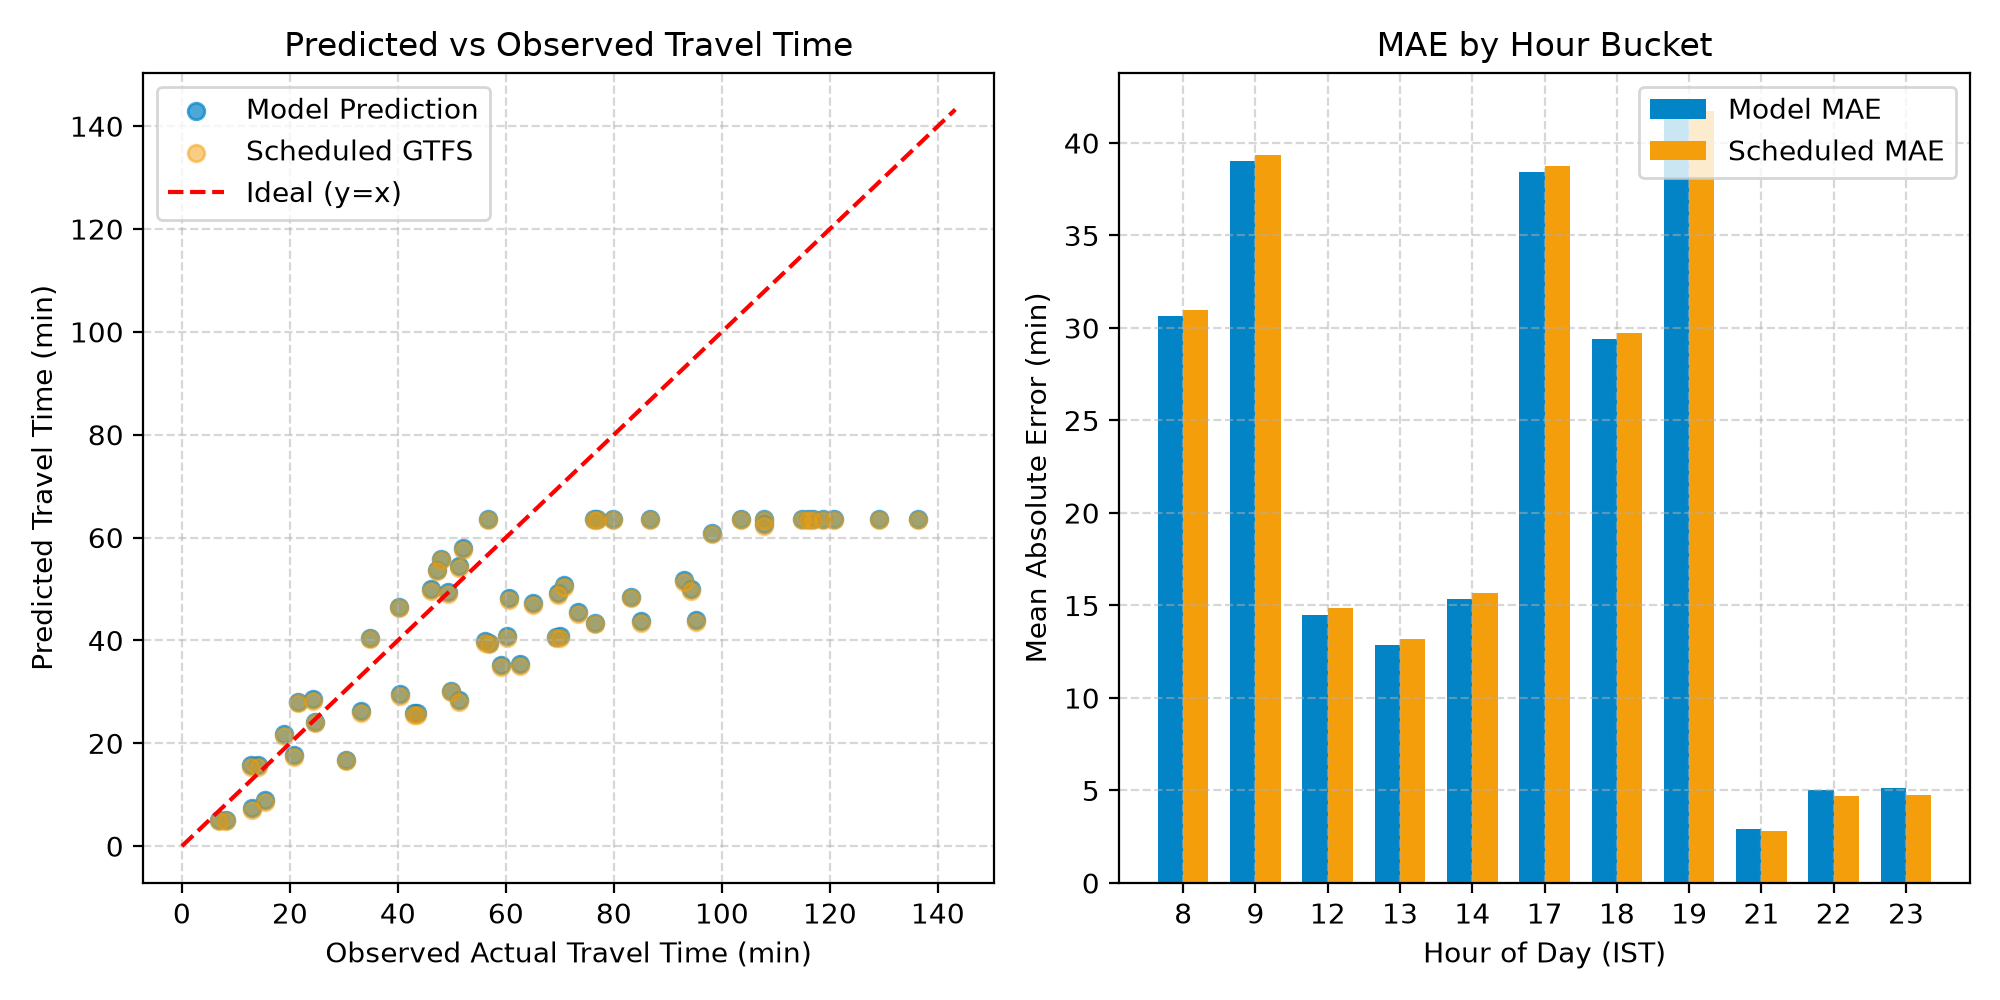 Predicted vs Observed Travel Time
Model Prediction
Scheduled GTFS
Ideal (y=x)
Predicted Travel Time (min)
140
120
100
80
60
40
20
0
0 20 40 60 80 100 120 140
Observed Actual Travel Time (min)
MAE by Hour Bucket
Model MAE
Scheduled MAE
Mean Absolute Error (min)
40
35
30
25
20
15
10
5
0
8 9 12 13 14 17 18 19 21 22 23
Hour of Day (IST)